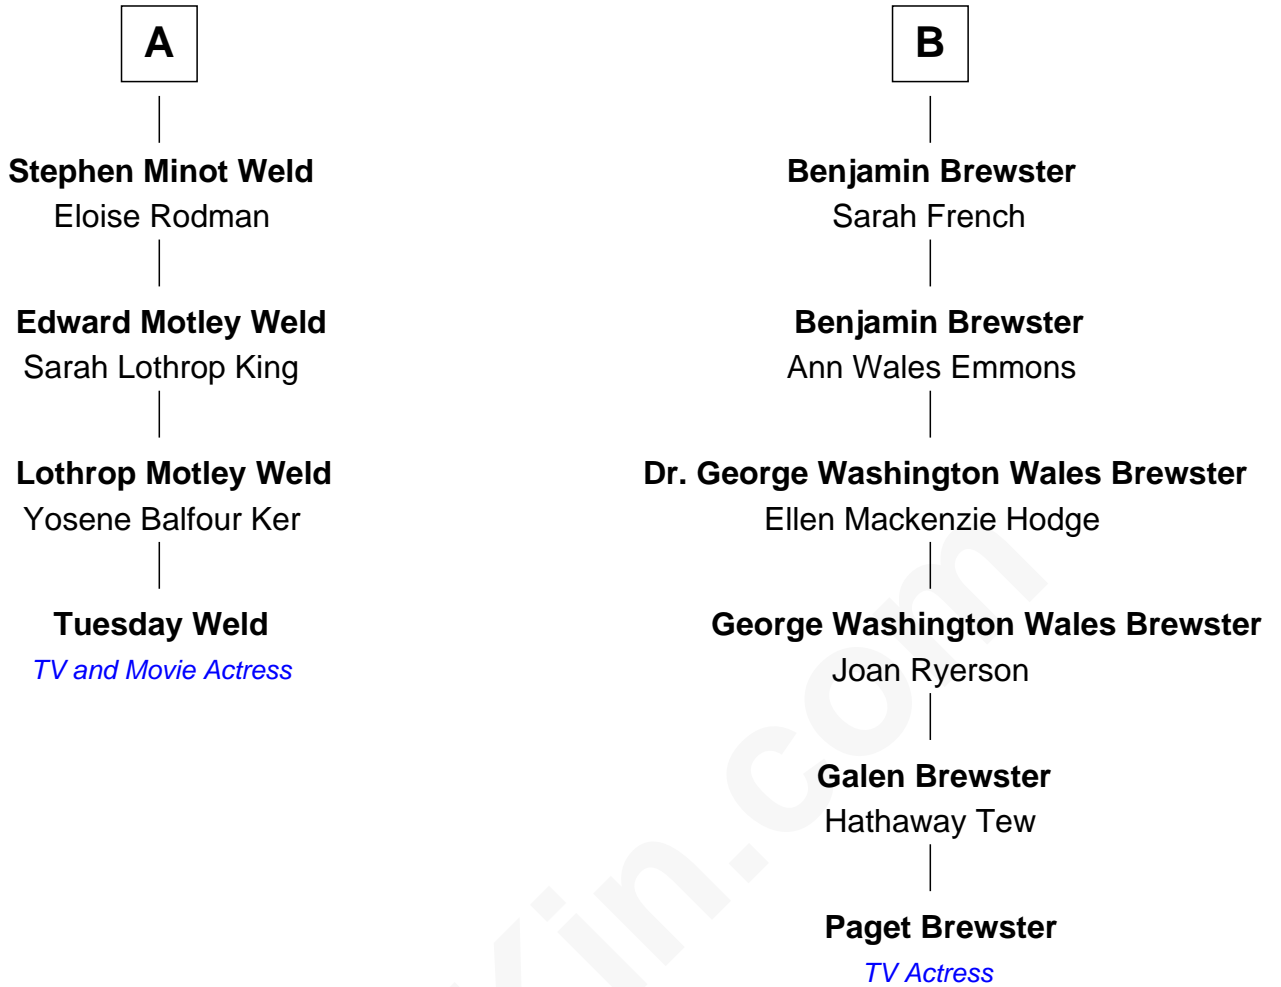 A
Stephen Minot Weld
Eloise Rodman
Edward Motley Weld
Sarah Lothrop King
Lothrop Motley Weld
Yosene Balfour Ker
Tuesday Weld
TV and Movie Actress
B
Benjamin Brewster
Sarah French
Benjamin Brewster
Ann Wales Emmons
Dr. George Washington Wales Brewster
Ellen Mackenzie Hodge
George Washington Wales Brewster
Joan Ryerson
Galen Brewster
Hathaway Tew
Paget Brewster
TV Actress